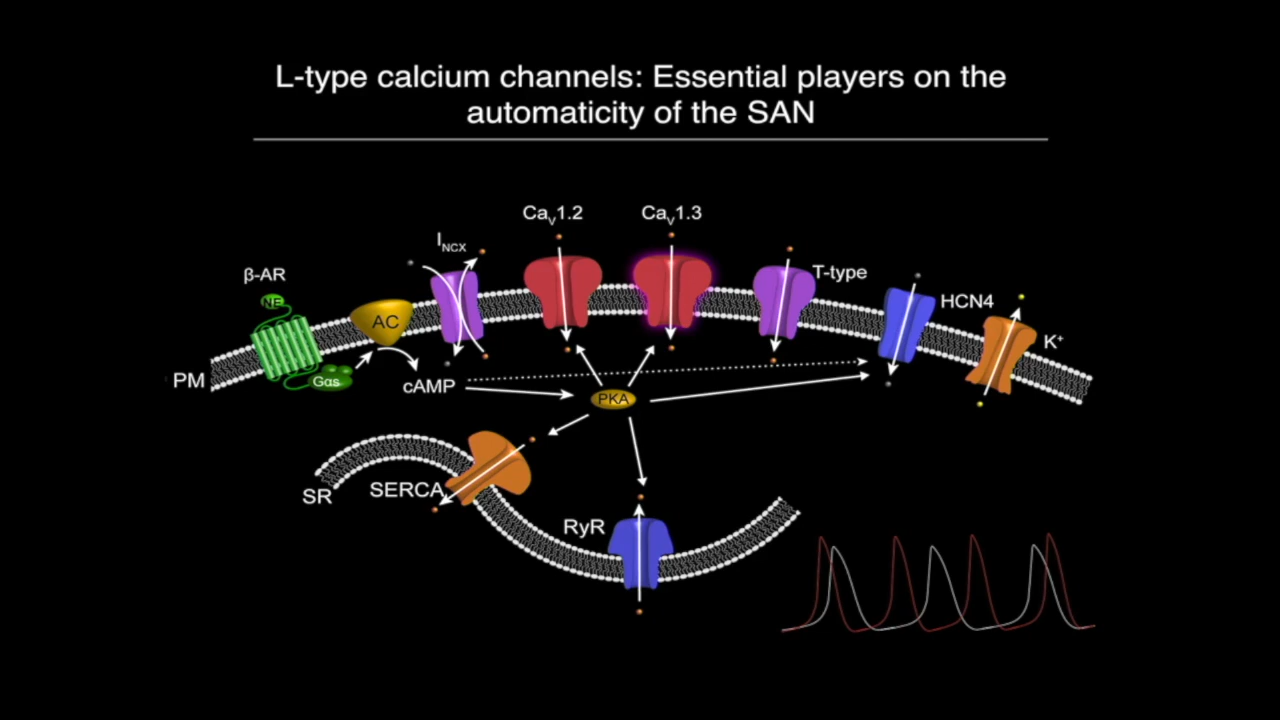 L-type calcium channels: Essential players on the
automaticity of the SAN
CaV1.2
CaV1.3
INCX
β-AR
T-type
NE
HCN4
AC
K+
PM
Gαs
cAMP
PKA
SR
SERCA
RyR